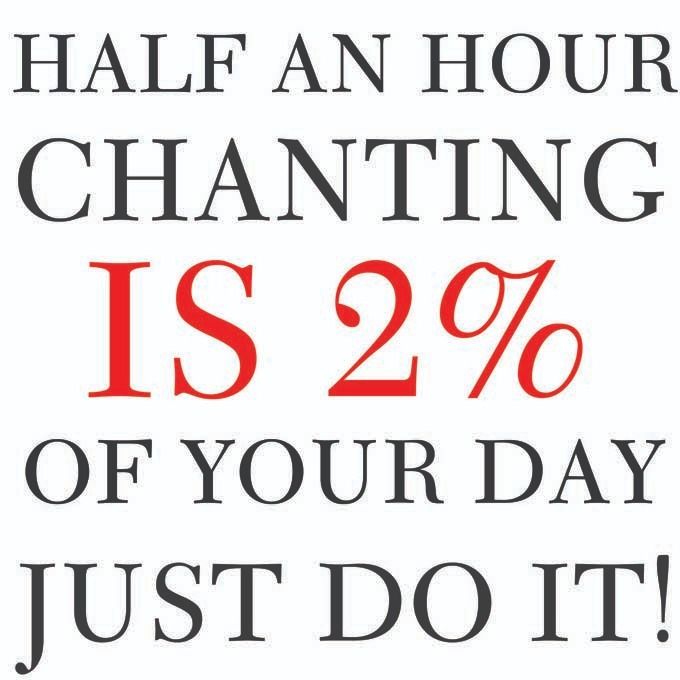 HALF AN HOUR
CHANTING
IS 2%
OF YOUR DAY
JUST DO IT!